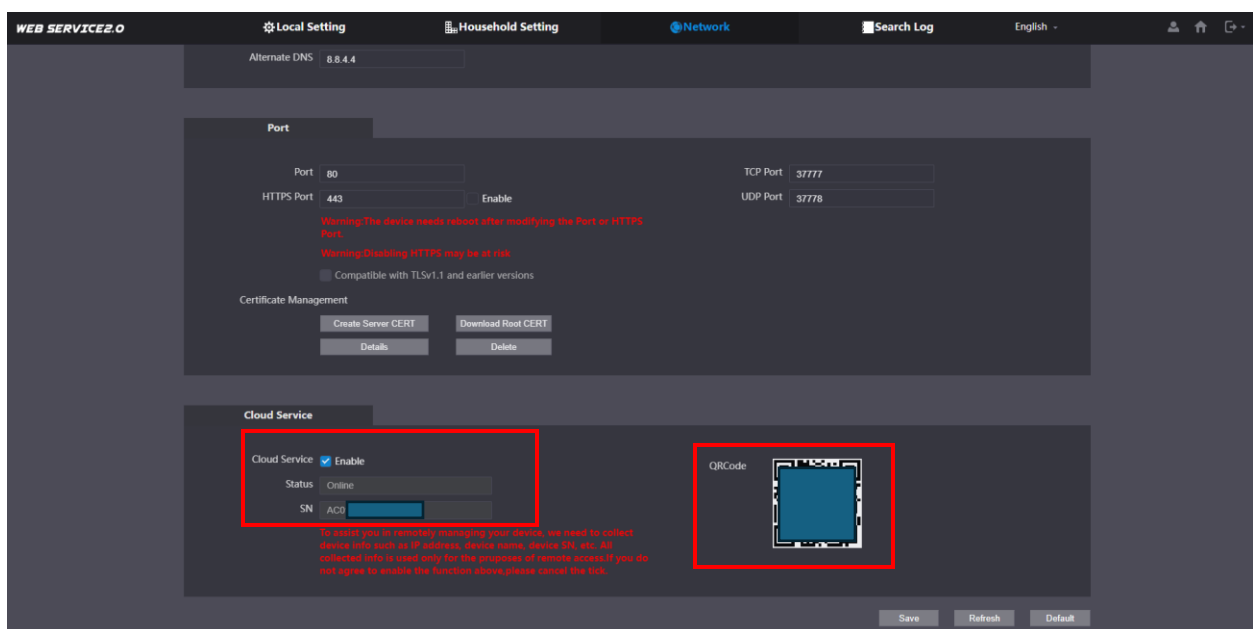 WEB SERVICE2.0 Local Setting Household Setting Network Search Log English
Alternate DNS 8.8.4.4
Port
Port 80 TCP Port 37777
HTTPS Port 443 Enable UDP Port 37778
Warning:The device needs reboot after modifying the Port or HTTPS
Port.
Warning:Disabling HTTPS may be at risk
Compatible with TLSv1.1 and earlier versions
Certificate Management
Create Server CERT Download Root CERT
Details Delete
Cloud Service
Cloud Service Enable QRCode
Status Online
SN AC0
To assist you in remotely managing your device, we need to collect
device info such as IP address, device name, device SN, etc. All
collected info is used only for the pruposes of remote access.If you do
not agree to enable the function above,please cancel the tick.
Save Refresh Default